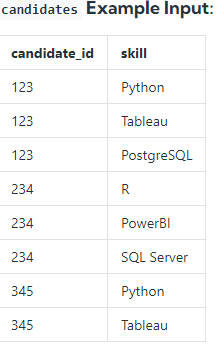 candidates Example Input:
candidate_id skill
123 Python
123 Tableau
123 PostgreSQL
234 R
234 PowerBI
234 SQL Server
345 Python
345 Tableau